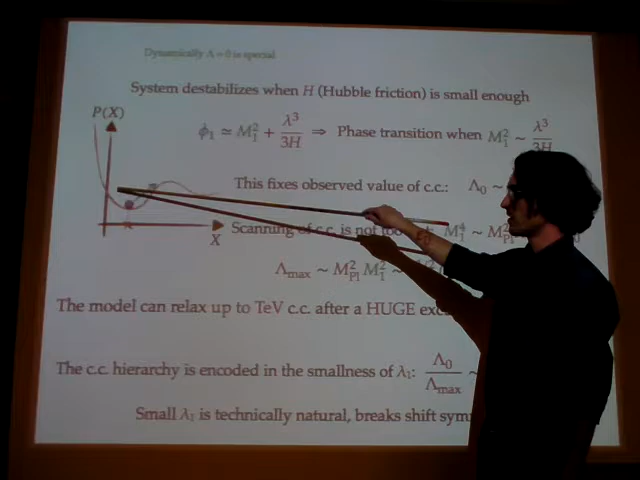 Dynamically Λ = 0 is special
System destabilizes when H (Hubble friction) is small enough
P(X)
ϕ̇₁ ≃ M₁² + λ³/3H ⇒ Phase transition when M₁² ~ λ³/3H
This fixes observed value of c.c.: Λ₀ ~
X
Scanning of c.c. is not too M₁⁴ ~ M
Λmax ~ M²Pl M₁² ~
The model can relax up to TeV c.c. after a HUGE
The c.c. hierarchy is encoded in the smallness of λ₁: Λ₀/Λmax ~
Small λ₁ is technically natural, breaks shift